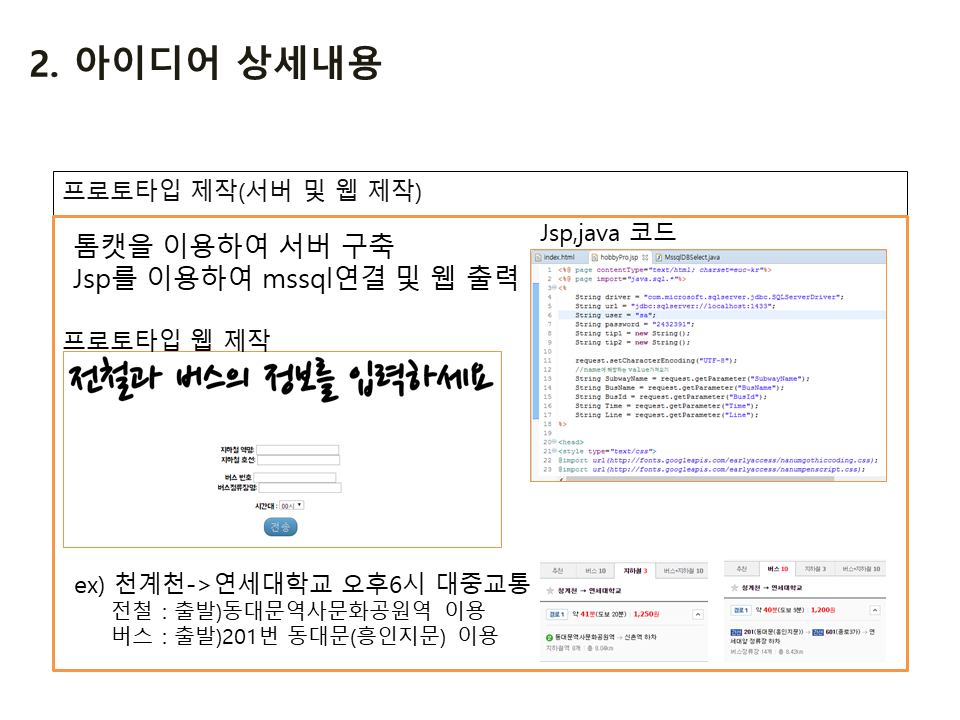 2. 아이디어 상세내용
프로토타입 제작(서버 및 웹 제작)
톰캣을 이용하여 서버 구축
Jsp를 이용하여 mssql연결 및 웹 출력
프로토타입 웹 제작
전철과 버스의 정보를 입력하세요
지하철 역명:
지하철 호선:
버스 번호:
버스정류장명:
시간대 : 00시
전송
ex) 천계천->연세대학교 오후6시 대중교통
전철 : 출발)동대문역사문화공원역 이용
버스 : 출발)201번 동대문(흥인지문) 이용
Jsp,java 코드
index.html hobbyPro.jsp MssqlDBSelect.java
1 <%@ page contentType="text/html; charset=euc-kr"%>
2 <%@ page import="java.sql.*"%>
3 <%
4 String driver = "com.microsoft.sqlserver.jdbc.SQLServerDriver";
5 String url = "jdbc:sqlserver://localhost:1433";
6 String user = "sa";
7 String password = "2432391";
8 String tip1 = new String();
9 String tip2 = new String();
10
11 request.setCharacterEncoding("UTF-8");
12 //name에 해당하는 value가져오기
13 String SubwayName = request.getParameter("SubwayName");
14 String BusName = request.getParameter("BusName");
15 String BusId = request.getParameter("BusId");
16 String Time = request.getParameter("Time");
17 String Line = request.getParameter("Line");
18 %>
19
20 <head>
21 <style type="text/css">
22 @import url(http://fonts.googleapis.com/earlyaccess/nanumgothiccoding.css);
23 @import url(http://fonts.googleapis.com/earlyaccess/nanumpenscript.css);
추천 버스 10 지하철 3 버스+지하철 10
청계천 → 연세대학교
경로 1 약 41분(도보 20분) 1,250원
2 동대문역사문화공원역 → 신촌역 하차
지하철역 8개 총 8.04km
추천 버스 10 지하철 3 버스+지하철 10
청계천 → 연세대학교
경로 1 약 40분(도보 9분) 1,200원
간선 201(동대문(흥인지문)) → 간선 601(종로3가) → 연
세대앞 정류장 하차
버스정류장 14개 총 8.42km